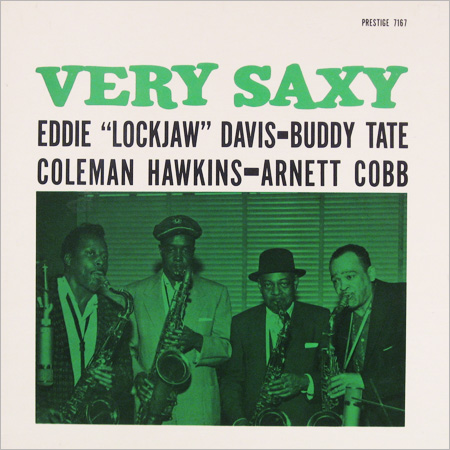 PRESTIGE 7167
VERY SAXY
EDDIE “LOCKJAW” DAVIS-BUDDY TATE
COLEMAN HAWKINS-ARNETT COBB